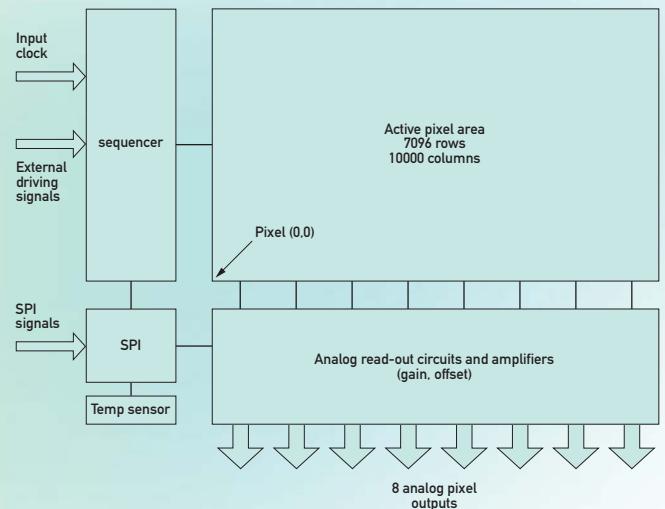 Input
clock
sequencer
External
driving
signals
Active pixel area
7096 rows
10000 columns
Pixel (0,0)
SPI
signals
SPI
Temp sensor
Analog read-out circuits and amplifiers
(gain, offset)
8 analog pixel
outputs